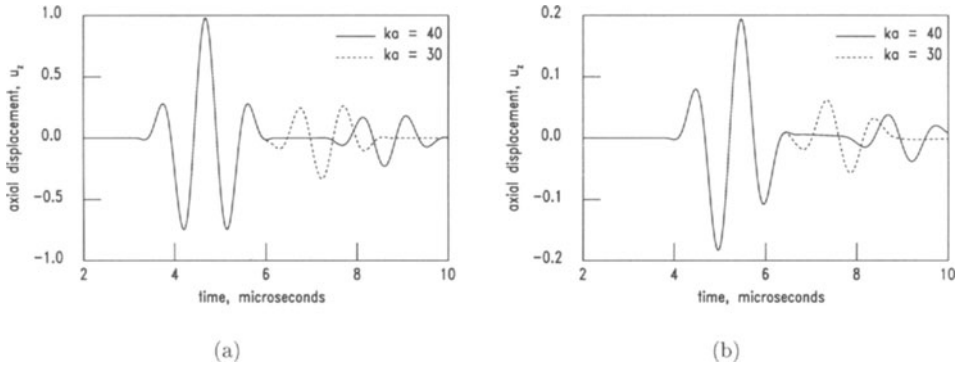 1.0
0.5
0.0
-0.5
-1.0
axial displacement, u_z
ka = 40
ka = 30
2 4 6 8 10
time, microseconds
(a)
0.2
0.1
0.0
-0.1
-0.2
axial displacement, u_z
ka = 40
ka = 30
2 4 6 8 10
time, microseconds
(b)